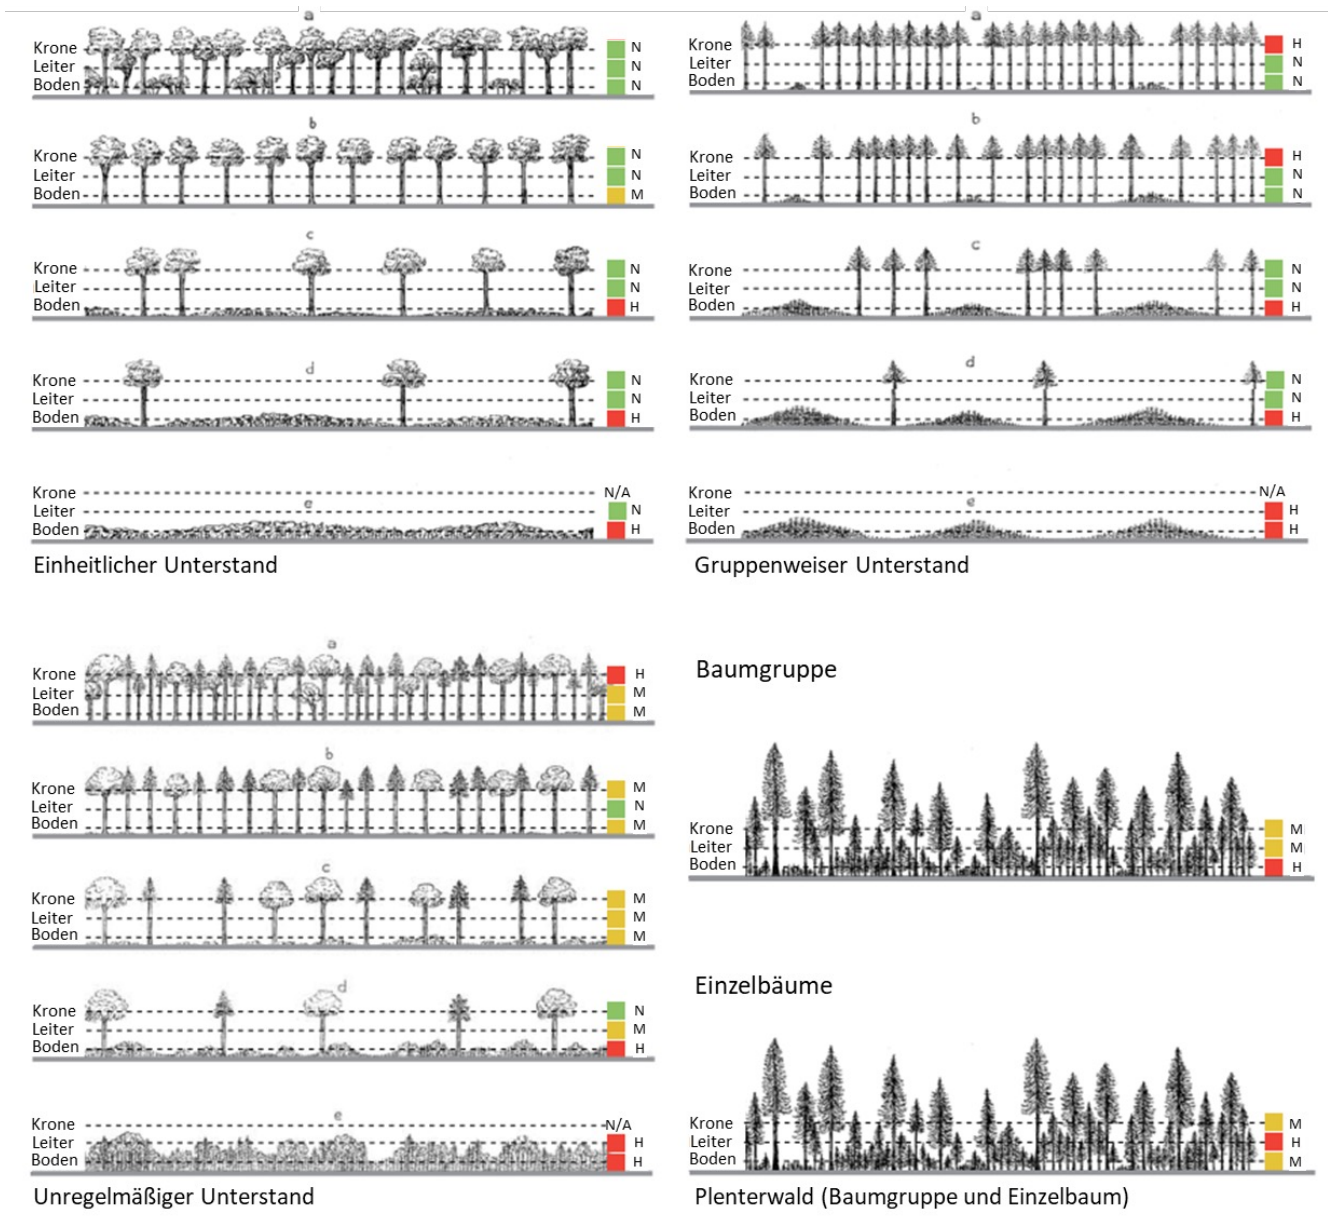 a
Krone N
Leiter N
Boden N
b
Krone N
Leiter N
Boden M
c
Krone N
Leiter N
Boden H
d
Krone N
Leiter N
Boden H
e
Krone N/A
Leiter N
Boden H
Einheitlicher Unterstand
a
Krone H
Leiter N
Boden N
b
Krone H
Leiter N
Boden N
c
Krone N
Leiter N
Boden H
d
Krone N
Leiter N
Boden H
e
Krone N/A
Leiter H
Boden H
Gruppenweiser Unterstand
a
Krone H
Leiter M
Boden M
b
Krone M
Leiter N
Boden M
c
Krone M
Leiter M
Boden M
d
Krone N
Leiter M
Boden H
e
Krone N/A
Leiter H
Boden H
Unregelmäßiger Unterstand
Baumgruppe
Krone M
Leiter M
Boden H
Einzelbäume
Krone M
Leiter H
Boden M
Plenterwald (Baumgruppe und Einzelbaum)